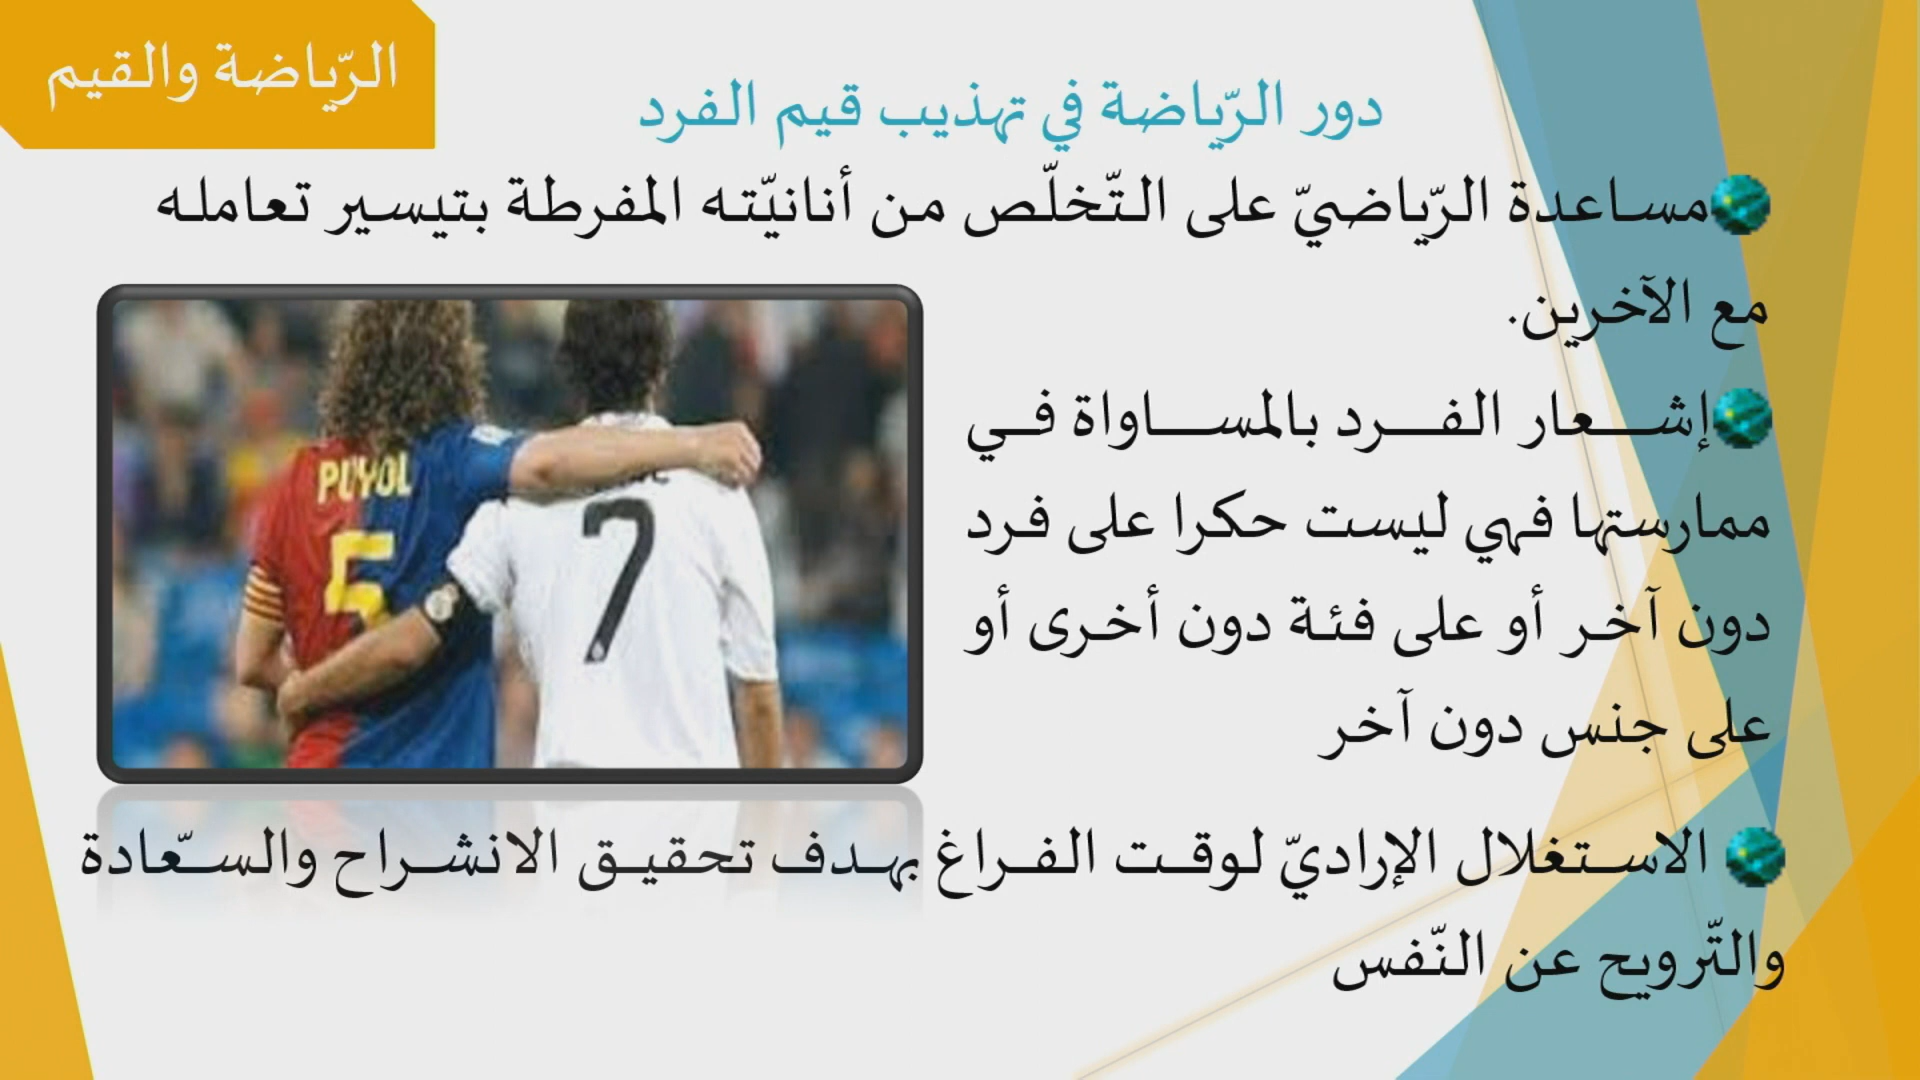 الرّياضة والقيم
دور الرّياضة في تهذيب قيم الفرد
مساعدة الرّياضيّ على التّخلّص من أنانيّته المفرطة بتيسير تعامله
مع الآخرين.
إشعار الفرد بالمساواة في
ممارستها فهي ليست حكرا على فرد
دون آخر أو على فئة دون أخرى أو
على جنس دون آخر
PUYOL
5
7
الاستغلال الإراديّ لوقت الفراغ بهدف تحقيق الانشراح والسّعادة
والتّرويح عن النّفس